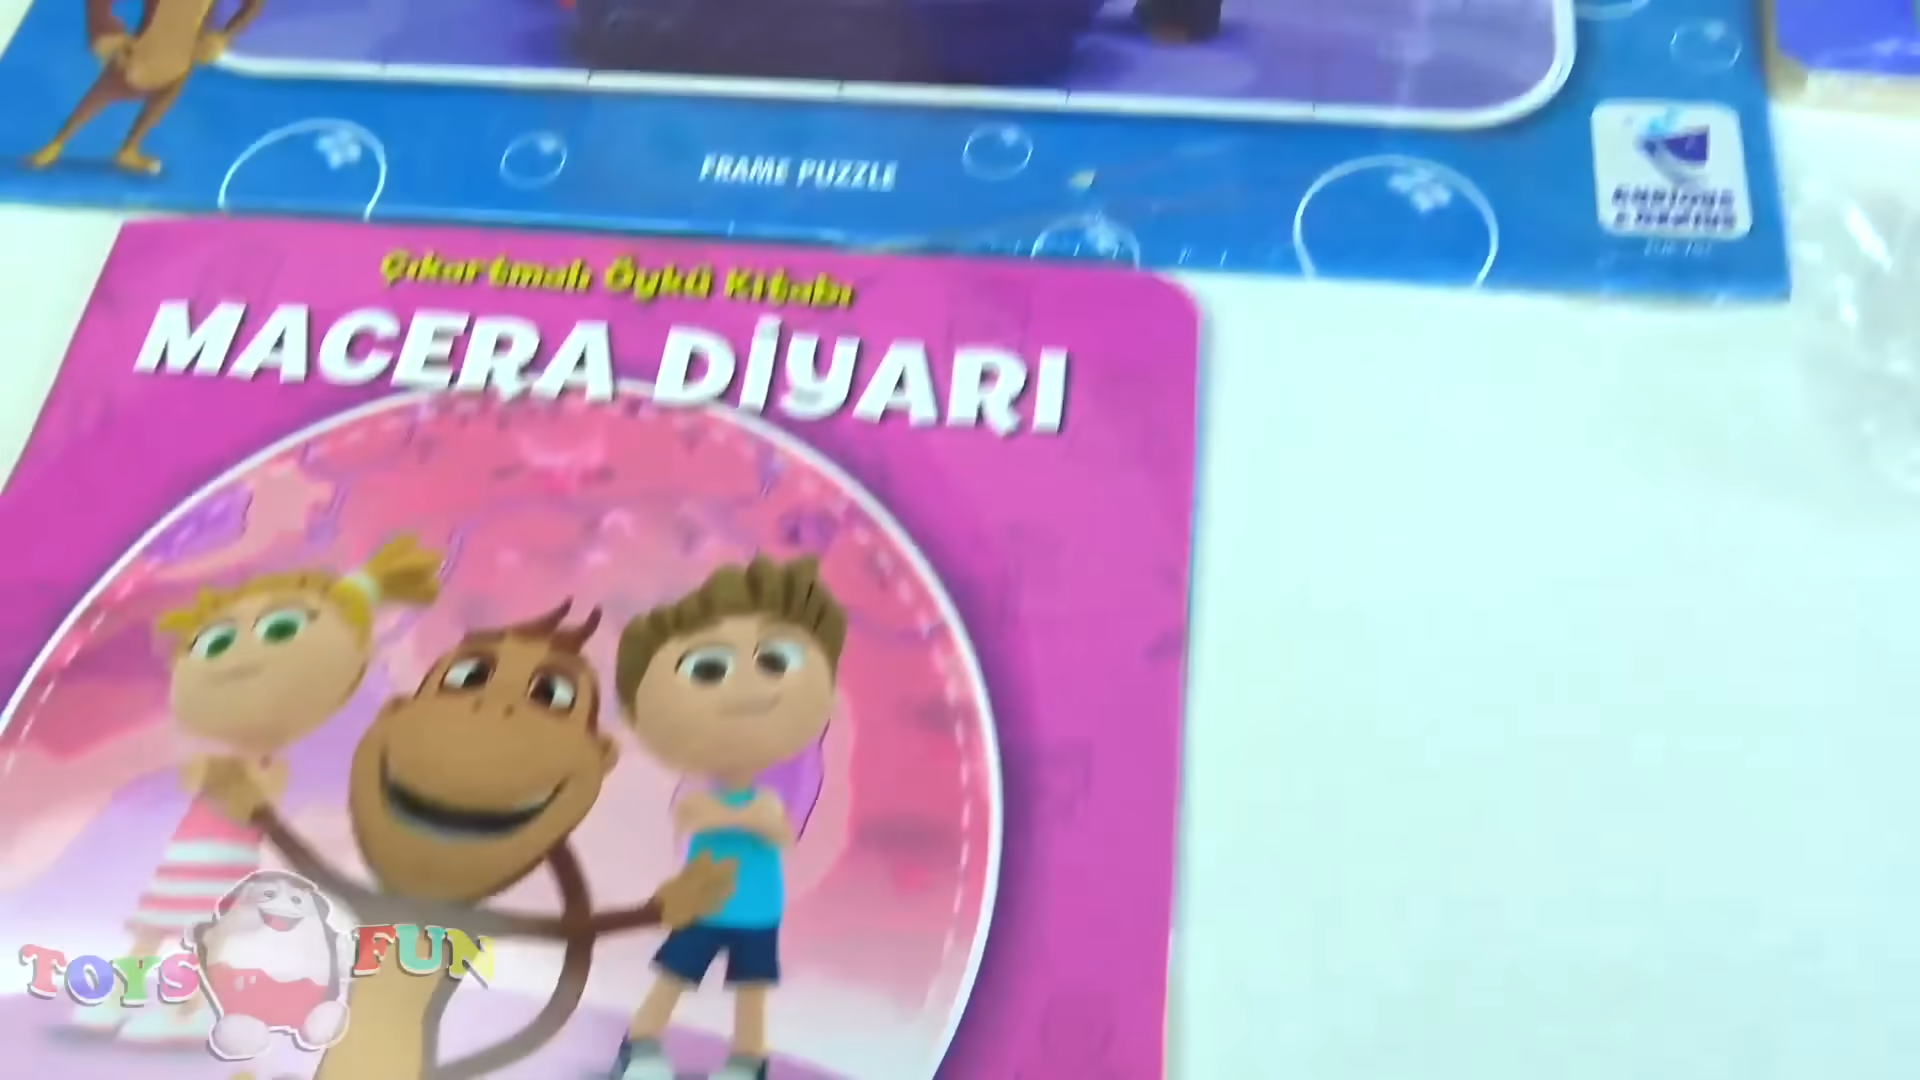 FRAME PUZZLE
Çıkartmalı Öykü Kitabı
MACERA DİYARI
TOYS FUN